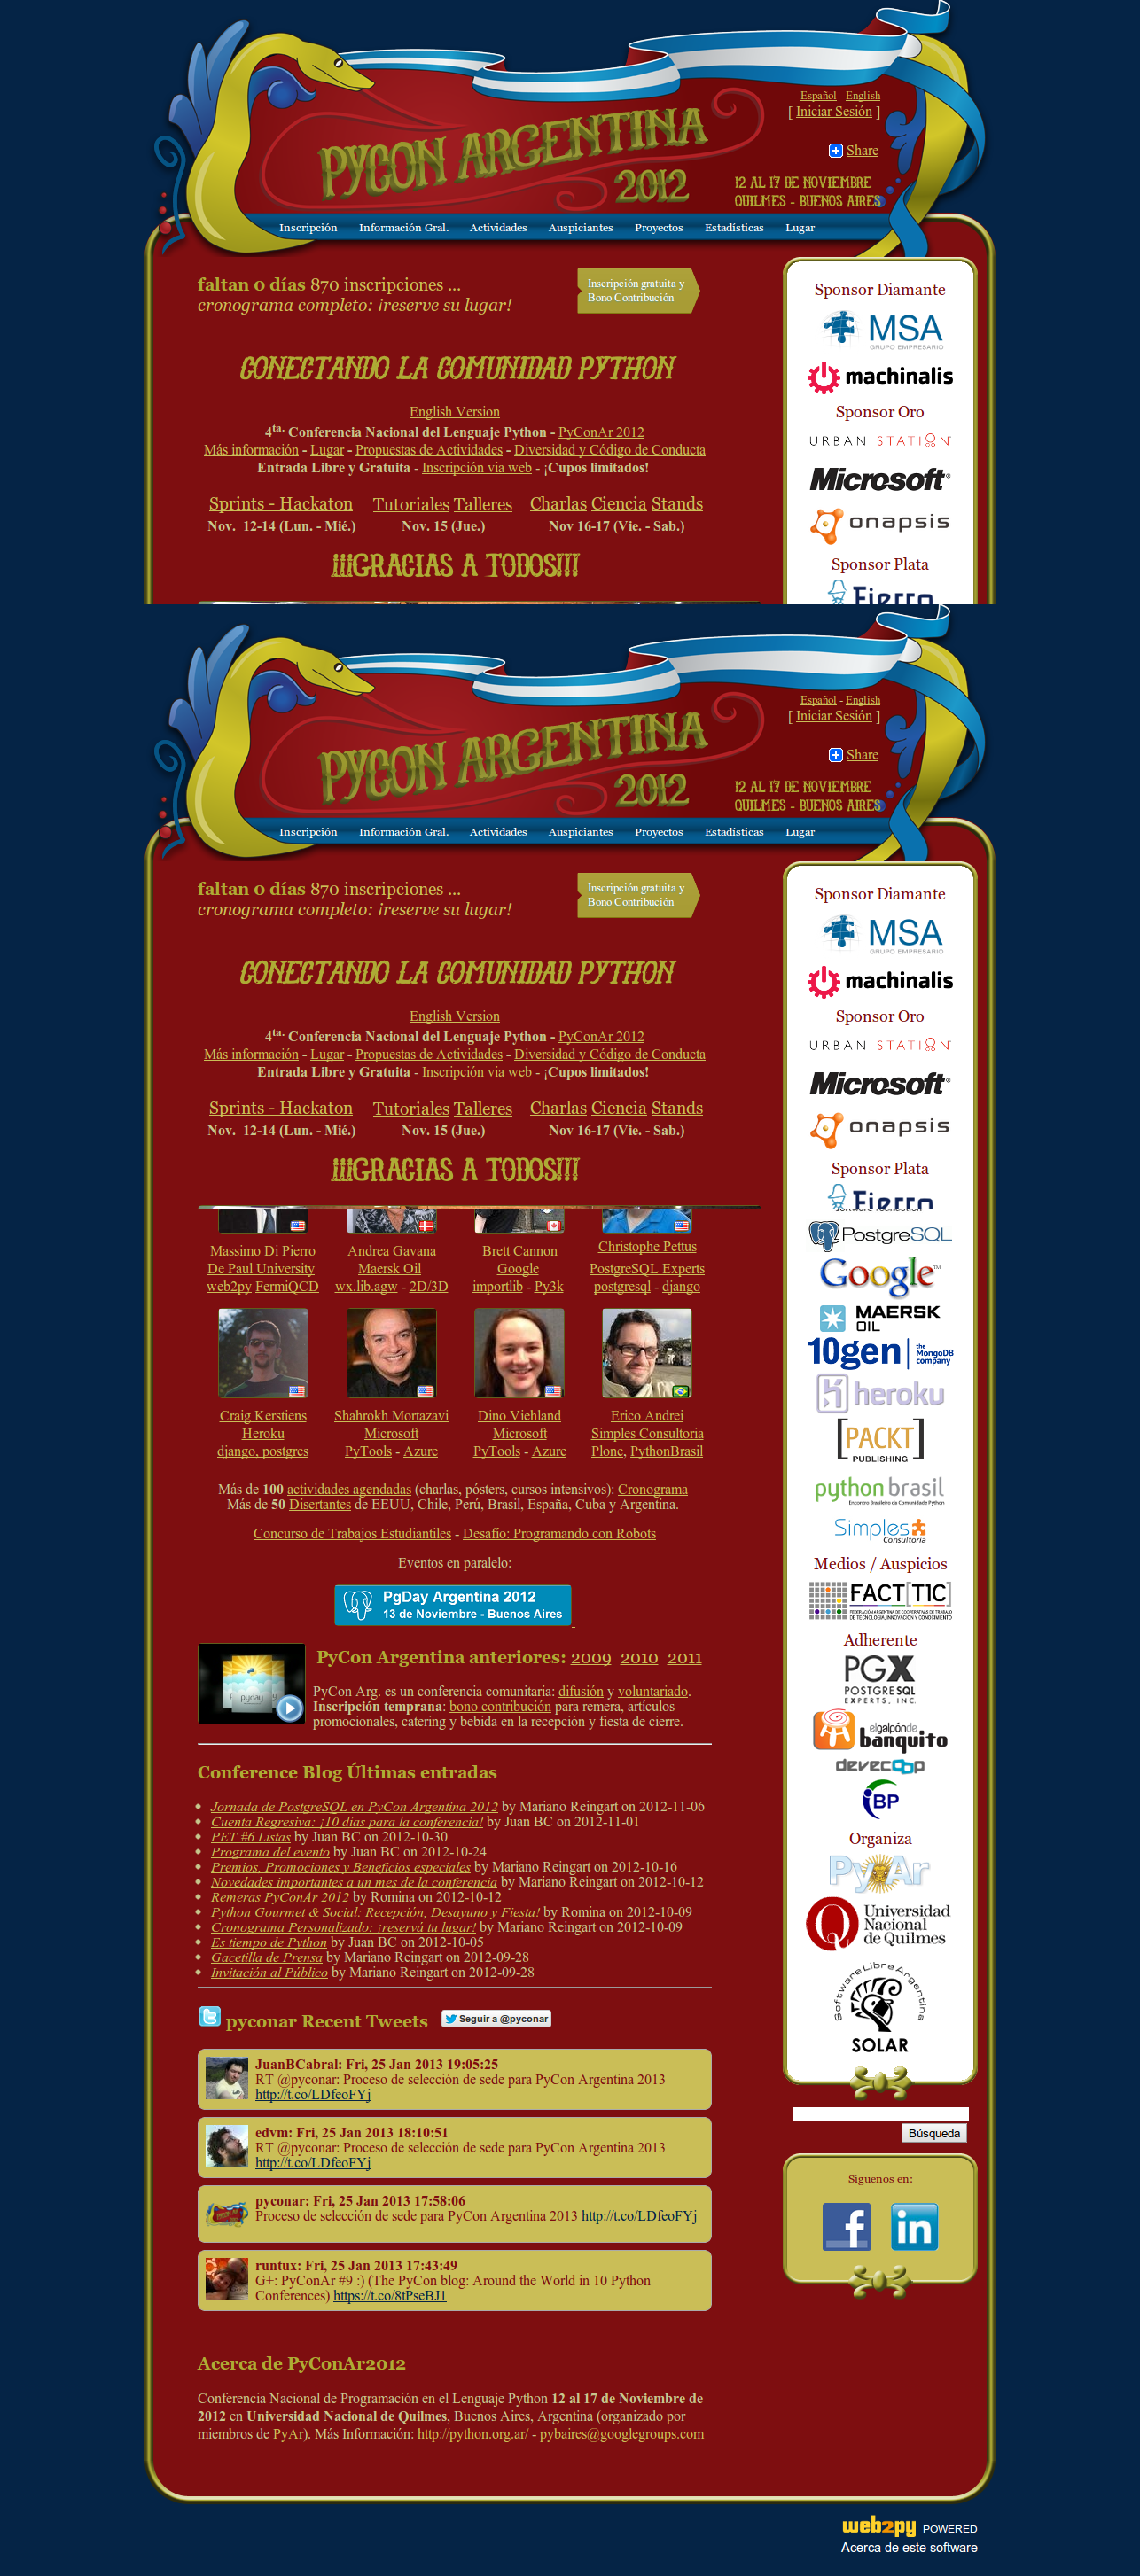 Español - English
[ Iniciar Sesión ]
Share
PYCON ARGENTINA
2012
12 AL 17 DE NOVIEMBRE
QUILMES - BUENOS AIRES
Inscripción Información Gral. Actividades Auspiciantes Proyectos Estadísticas Lugar
faltan 0 días 870 inscripciones ...
cronograma completo: ¡reserve su lugar!
Inscripción gratuita y
Bono Contribución
CONECTANDO LA COMUNIDAD PYTHON
English Version
4ta. Conferencia Nacional del Lenguaje Python - PyConAr 2012
Más información - Lugar - Propuestas de Actividades - Diversidad y Código de Conducta
Entrada Libre y Gratuita - Inscripción via web - ¡Cupos limitados!
Sprints - Hackaton Tutoriales Talleres Charlas Ciencia Stands
Nov. 12-14 (Lun. - Mié.) Nov. 15 (Jue.) Nov 16-17 (Vie. - Sab.)
¡¡¡GRACIAS A TODOS!!!
Sponsor Diamante
MSA
GRUPO EMPRESARIO
machinalis
Sponsor Oro
URBAN STATION
Microsoft
onapsis
Sponsor Plata
Fierro
Español - English
[ Iniciar Sesión ]
Share
PYCON ARGENTINA
2012
12 AL 17 DE NOVIEMBRE
QUILMES - BUENOS AIRES
Inscripción Información Gral. Actividades Auspiciantes Proyectos Estadísticas Lugar
faltan 0 días 870 inscripciones ...
cronograma completo: ¡reserve su lugar!
Inscripción gratuita y
Bono Contribución
CONECTANDO LA COMUNIDAD PYTHON
English Version
4ta. Conferencia Nacional del Lenguaje Python - PyConAr 2012
Más información - Lugar - Propuestas de Actividades - Diversidad y Código de Conducta
Entrada Libre y Gratuita - Inscripción via web - ¡Cupos limitados!
Sprints - Hackaton Tutoriales Talleres Charlas Ciencia Stands
Nov. 12-14 (Lun. - Mié.) Nov. 15 (Jue.) Nov 16-17 (Vie. - Sab.)
¡¡¡GRACIAS A TODOS!!!
Massimo Di Pierro Andrea Gavana Brett Cannon Christophe Pettus
De Paul University Maersk Oil Google PostgreSQL Experts
web2py FermiQCD wx.lib.agw - 2D/3D importlib - Py3k postgresql - django
Craig Kerstiens Shahrokh Mortazavi Dino Viehland Erico Andrei
Heroku Microsoft Microsoft Simples Consultoria
django, postgres PyTools - Azure PyTools - Azure Plone, PythonBrasil
Más de 100 actividades agendadas (charlas, pósters, cursos intensivos): Cronograma
Más de 50 Disertantes de EEUU, Chile, Perú, Brasil, España, Cuba y Argentina.
Concurso de Trabajos Estudiantiles - Desafío: Programando con Robots
Eventos en paralelo:
PgDay Argentina 2012
13 de Noviembre - Buenos Aires
pyday
PyCon Argentina anteriores: 2009 2010 2011
PyCon Arg. es un conferencia comunitaria: difusión y voluntariado.
Inscripción temprana: bono contribución para remera, artículos
promocionales, catering y bebida en la recepción y fiesta de cierre.
Conference Blog Últimas entradas
Jornada de PostgreSQL en PyCon Argentina 2012 by Mariano Reingart on 2012-11-06
Cuenta Regresiva: ¡10 días para la conferencia! by Juan BC on 2012-11-01
PET #6 Listas by Juan BC on 2012-10-30
Programa del evento by Juan BC on 2012-10-24
Premios, Promociones y Beneficios especiales by Mariano Reingart on 2012-10-16
Novedades importantes a un mes de la conferencia by Mariano Reingart on 2012-10-12
Remeras PyConAr 2012 by Romina on 2012-10-12
Python Gourmet & Social: Recepción, Desayuno y Fiesta! by Romina on 2012-10-09
Cronograma Personalizado: ¡reservá tu lugar! by Mariano Reingart on 2012-10-09
Es tiempo de Python by Juan BC on 2012-10-05
Gacetilla de Prensa by Mariano Reingart on 2012-09-28
Invitación al Público by Mariano Reingart on 2012-09-28
pyconar Recent Tweets
Seguir a @pyconar
JuanBCabral: Fri, 25 Jan 2013 19:05:25
RT @pyconar: Proceso de selección de sede para PyCon Argentina 2013
http://t.co/LDfeoFYj
edvm: Fri, 25 Jan 2013 18:10:51
RT @pyconar: Proceso de selección de sede para PyCon Argentina 2013
http://t.co/LDfeoFYj
pyconar: Fri, 25 Jan 2013 17:58:06
Proceso de selección de sede para PyCon Argentina 2013 http://t.co/LDfeoFYj
runtux: Fri, 25 Jan 2013 17:43:49
G+: PyConAr #9 :) (The PyCon blog: Around the World in 10 Python
Conferences) https://t.co/8tPseBJ1
Acerca de PyConAr2012
Conferencia Nacional de Programación en el Lenguaje Python 12 al 17 de Noviembre de
2012 en Universidad Nacional de Quilmes, Buenos Aires, Argentina (organizado por
miembros de PyAr). Más Información: http://python.org.ar/ - pybaires@googlegroups.com
Sponsor Diamante
MSA
GRUPO EMPRESARIO
machinalis
Sponsor Oro
URBAN STATION
Microsoft
onapsis
Sponsor Plata
Fierro
PostgreSQL
Google
MAERSK
OIL
10gen the MongoDB
company
heroku
PACKT
PUBLISHING
python brasil
Encontro Brasileiro da Comunidade Python
Simples
Consultoria
Medios / Auspicios
FACT[TIC]
FEDERACIÓN ARGENTINA DE COOPERATIVAS DE TRABAJO
DE TECNOLOGÍA, INNOVACIÓN Y CONOCIMIENTO
Adherente
PGX
POSTGRE SQL
EXPERTS, INC.
el galpón de
banquito
devecoop
BP
Organiza
PyAr
Universidad
Nacional
de Quilmes
Software Libre Argentina
SOLAR
Búsqueda
Síguenos en:
f in
web2py POWERED
Acerca de este software